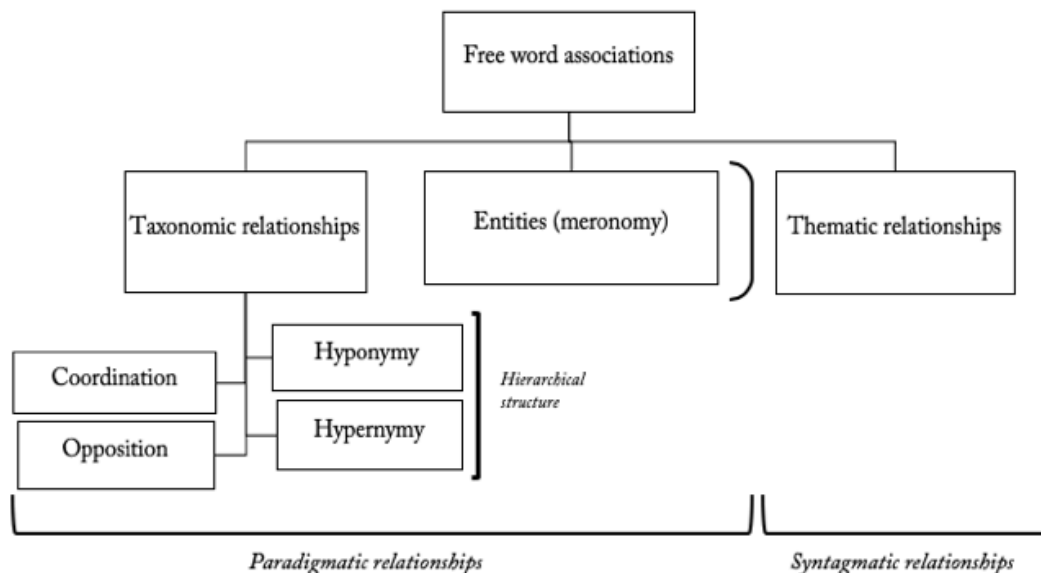 Free word associations
Taxonomic relationships
Entities (meronomy)
Thematic relationships
Coordination
Opposition
Hyponymy
Hypernymy
Hierarchical
structure
Paradigmatic relationships
Syntagmatic relationships